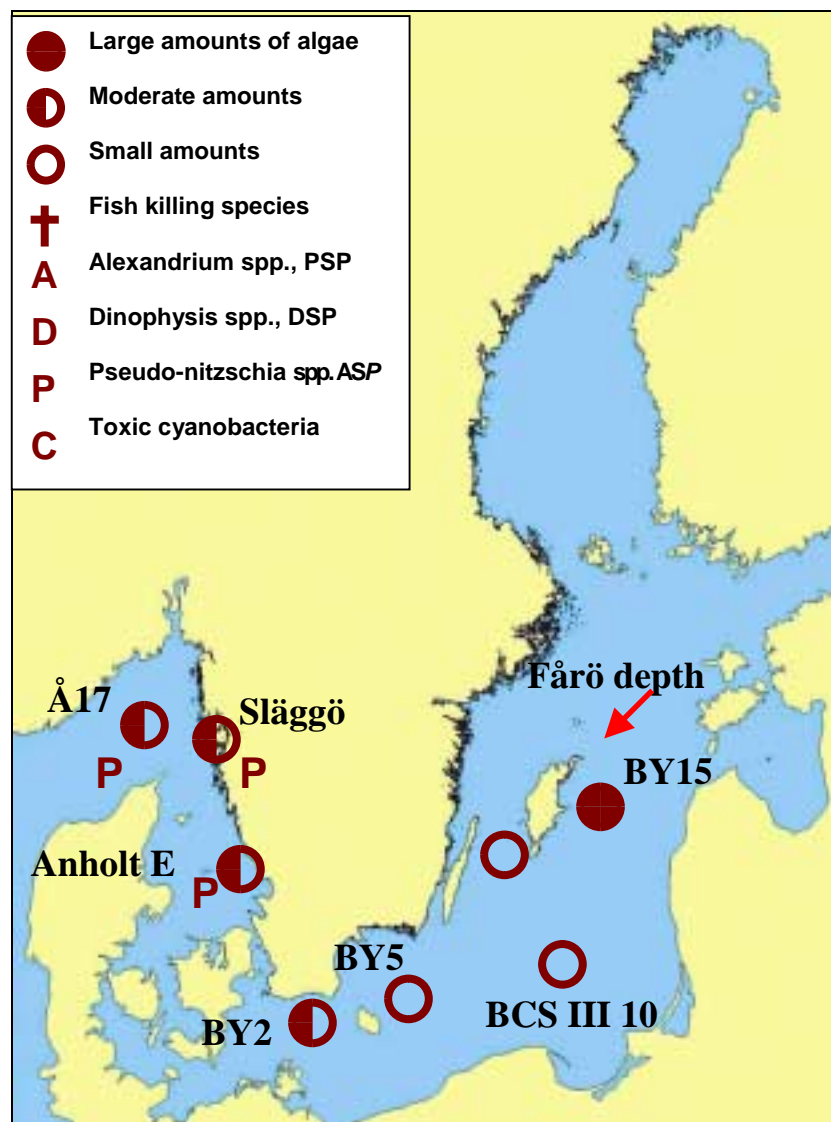 Large amounts of algae
Moderate amounts
Small amounts
Fish killing species
A Alexandrium spp., PSP
D Dinophysis spp., DSP
P Pseudo-nitzschia spp.ASP
C Toxic cyanobacteria
Fårö depth
Å17
Släggö
P
P
BY15
Anholt E
P
BY5
BCS III 10
BY2